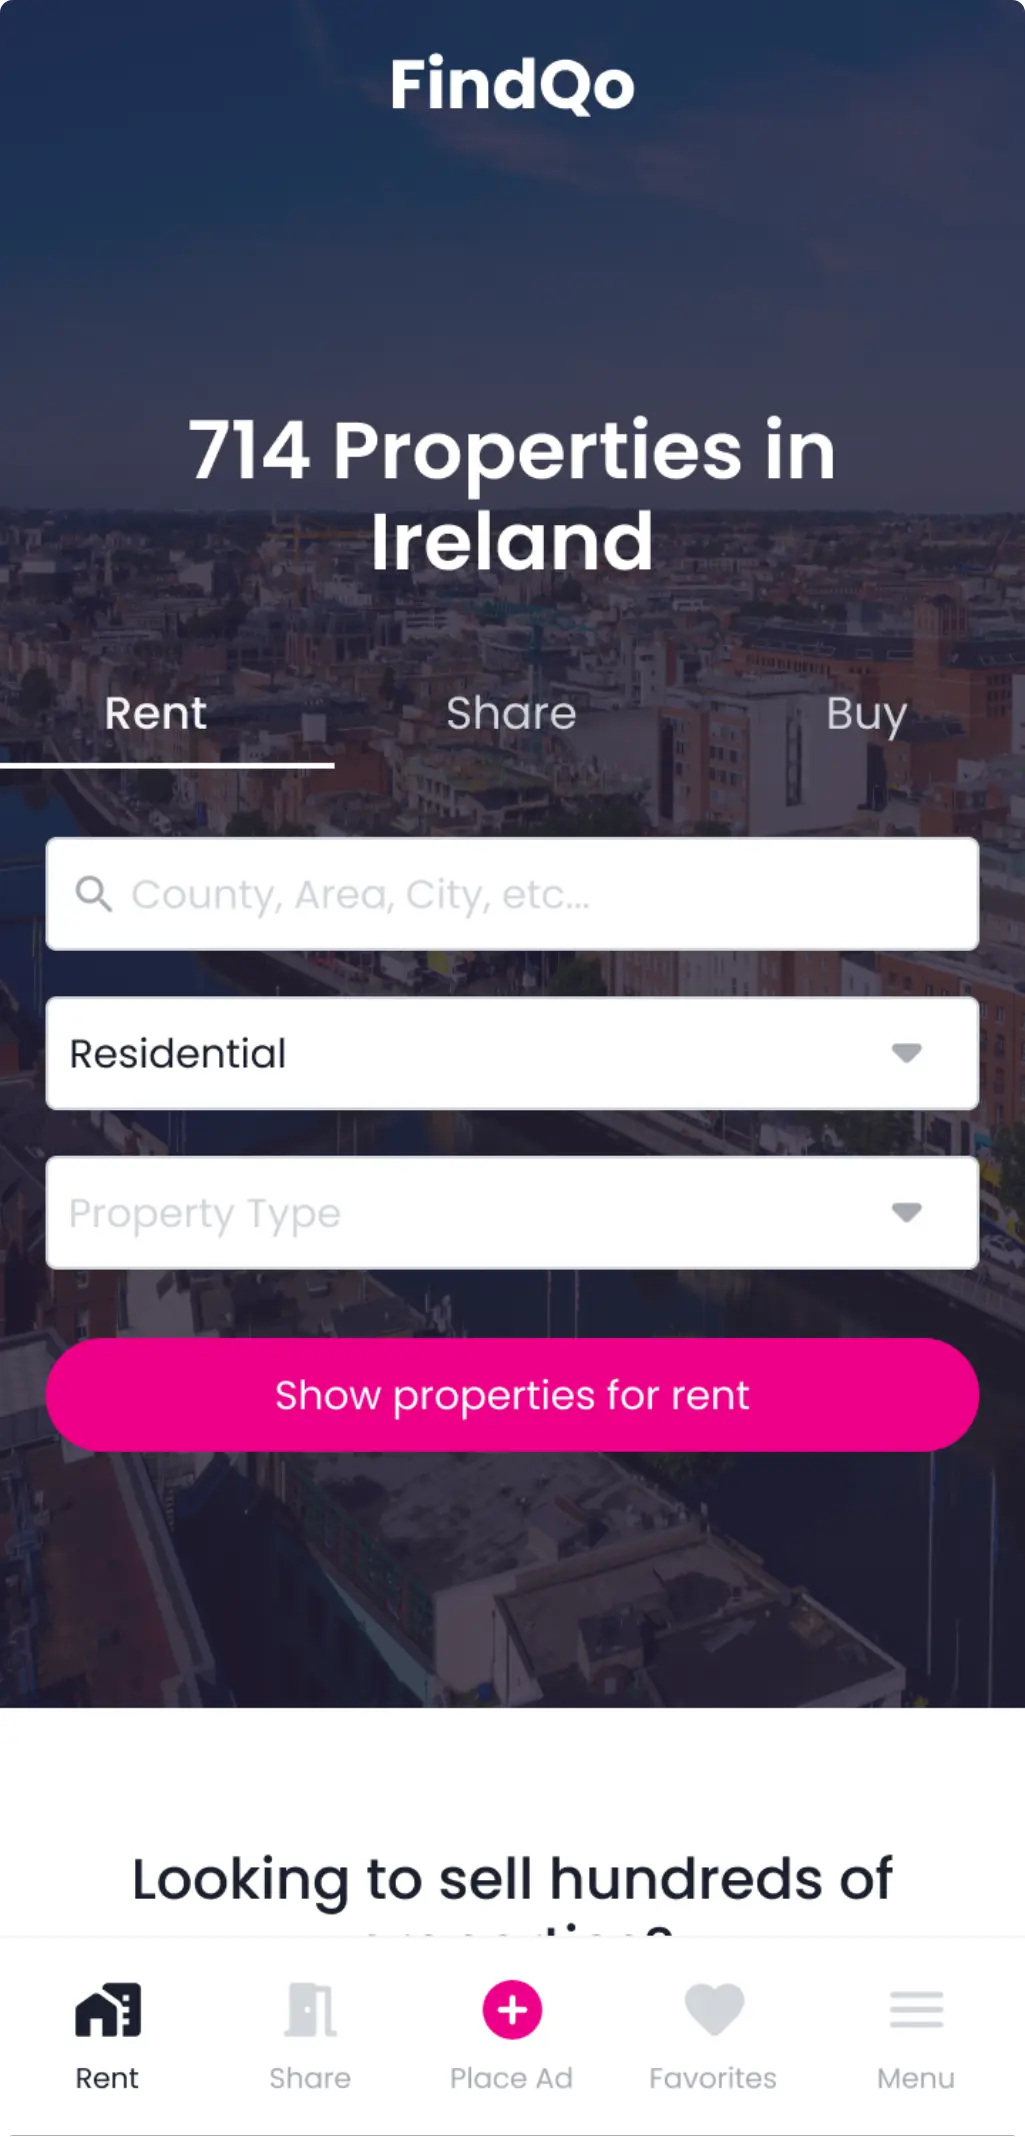 FindQo
714 Properties in
Ireland
Rent Share Buy
County, Area, City, etc...
Residential
Property Type
Show properties for rent
Looking to sell hundreds of
Rent Share Place Ad Favorites Menu